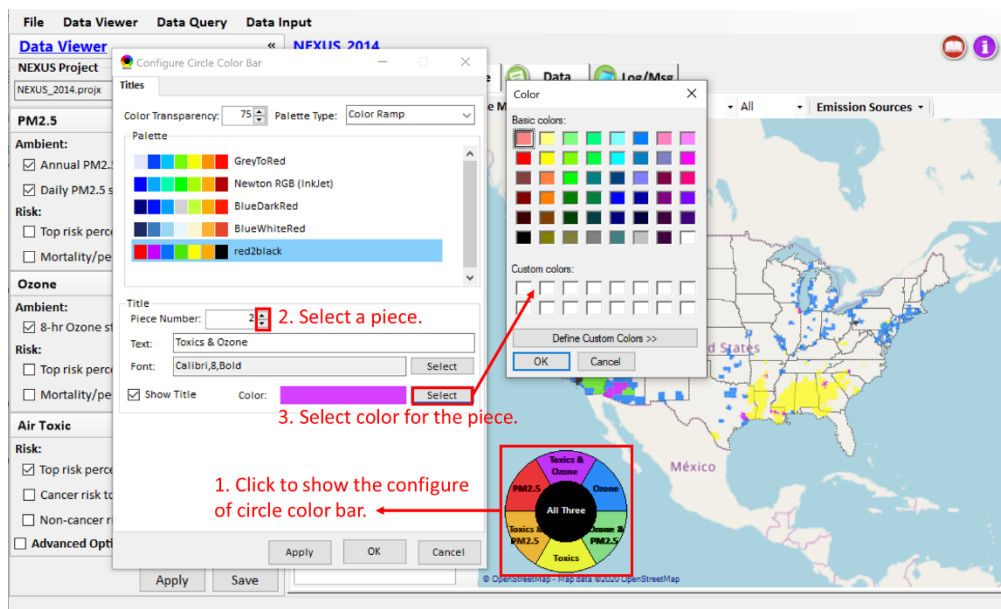 File Data Viewer Data Query Data Input
Data Viewer «
NEXUS_2014
NEXUS Project
NEXUS_2014.projx
PM2.5
Ambient:
Annual PM2.
Daily PM2.5 s
Risk:
Top risk perce
Mortality/pe
Ozone
Ambient:
8-hr Ozone st
Risk:
Top risk perce
Mortality/pe
Air Toxic
Risk:
Top risk perce
Cancer risk to
Non-cancer ri
Advanced Opti
Apply Save
Configure Circle Color Bar
Titles
Color Transparency: 75 Palette Type: Color Ramp
Palette
GreyToRed
Newton RGB (InkJet)
BlueDarkRed
BlueWhiteRed
red2black
Title
Piece Number: 2
2. Select a piece.
Text: Toxics & Ozone
Font: Calibri,8,Bold Select
Show Title Color: Select
3. Select color for the piece.
1. Click to show the configure
of circle color bar.
Apply OK Cancel
Data Log/Msg
All Emission Sources
Color
Basic colors:
Custom colors:
Define Custom Colors >>
OK Cancel
d States
México
Toxics &
Ozone
PM2.5
Ozone
All Three
Toxics &
PM2.5
Ozone &
PM2.5
Toxics
© OpenStreetMap - Map data ©2020 OpenStreetMap